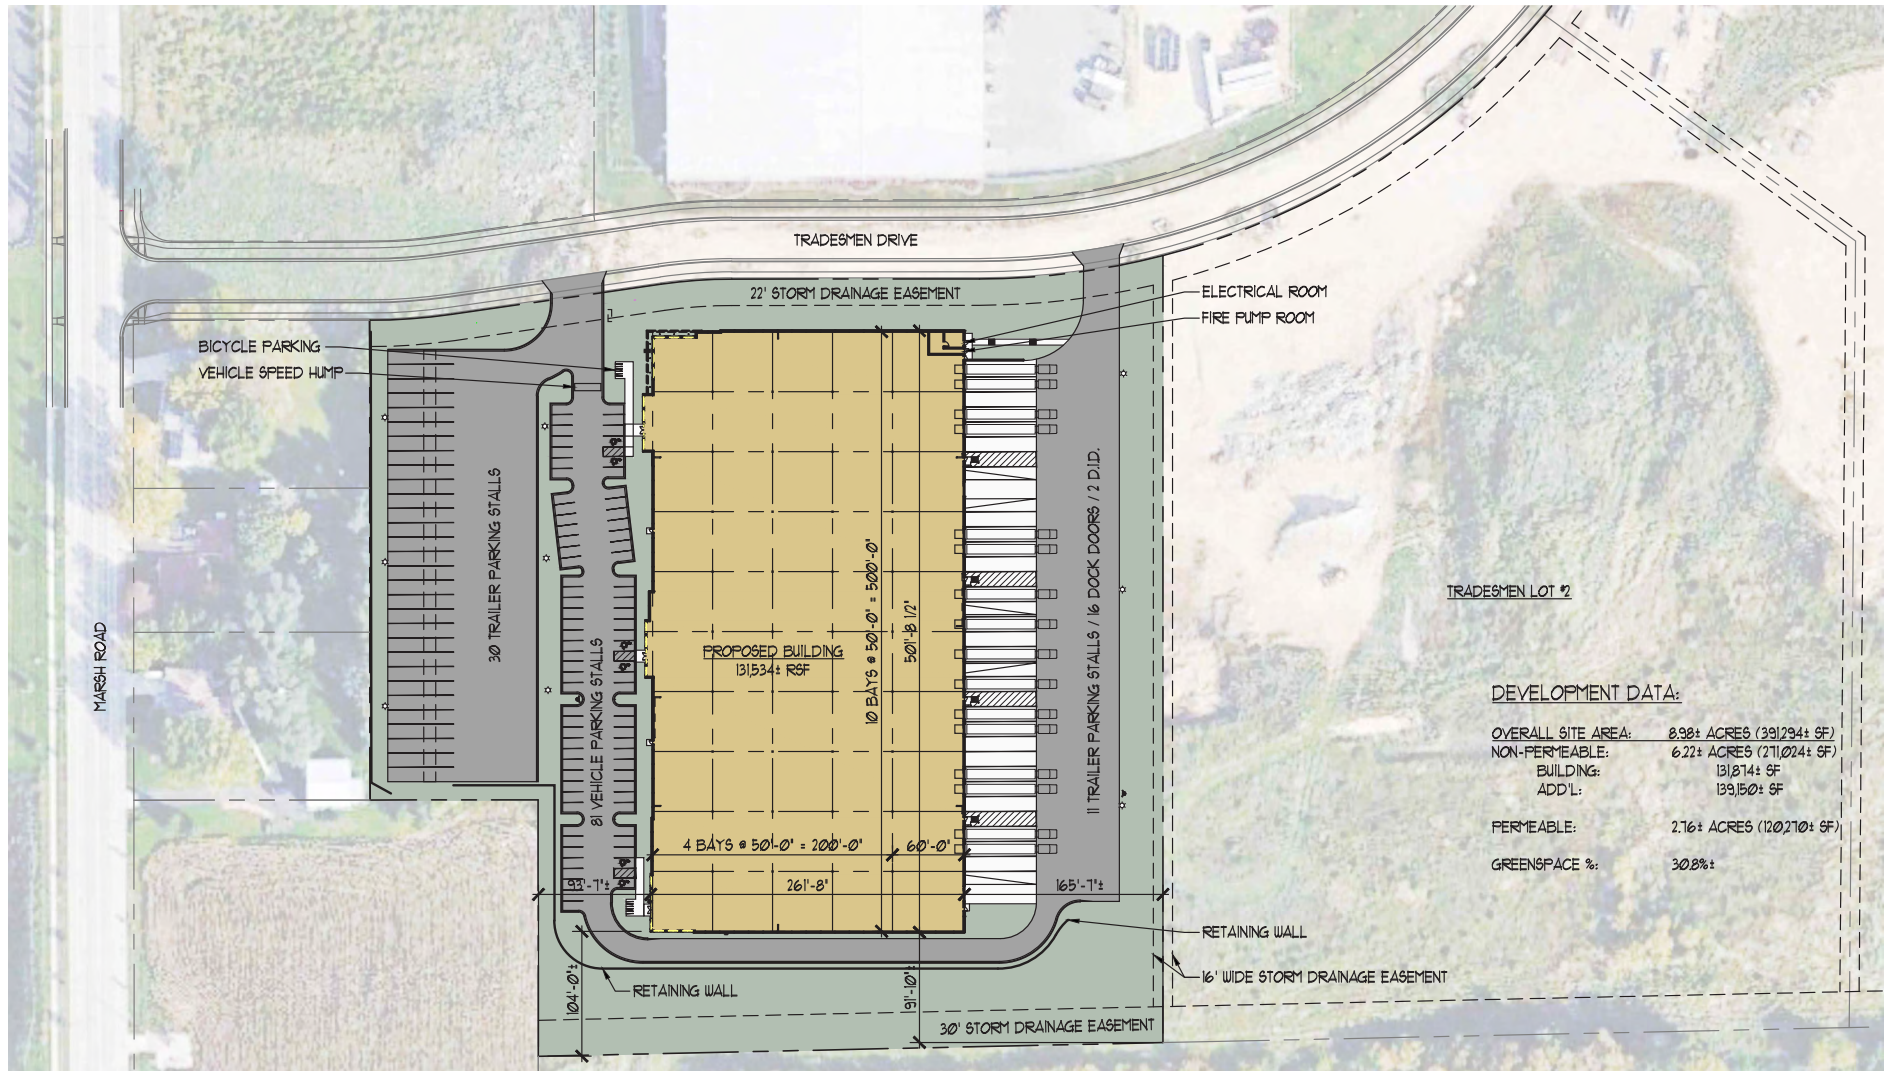 TRADESMEN DRIVE
22' STORM DRAINAGE EASEMENT
ELECTRICAL ROOM
FIRE PUMP ROOM
BICYCLE PARKING
VEHICLE SPEED HUMP
30 TRAILER PARKING STALLS
81 VEHICLE PARKING STALLS
MARSH ROAD
PROPOSED BUILDING
131,534± RSF
10 BAYS @ 50'-0" = 500'-0"
501'-8 1/2"
11 TRAILER PARKING STALLS / 16 DOCK DOORS / 2 D.I.D.
4 BAYS @ 50'-0" = 200'-0"
60'-0"
93'-7"±
261'-8"
165'-7"±
104'-0"±
91'-10"±
RETAINING WALL
RETAINING WALL
16' WIDE STORM DRAINAGE EASEMENT
30' STORM DRAINAGE EASEMENT
TRADESMEN LOT #2
DEVELOPMENT DATA:
OVERALL SITE AREA: 8.98± ACRES (391,294± SF)
NON-PERMEABLE: 6.22± ACRES (271,024± SF)
BUILDING: 131,874± SF
ADD'L: 139,150± SF
PERMEABLE: 2.76± ACRES (120,270± SF)
GREENSPACE %: 30.8%±